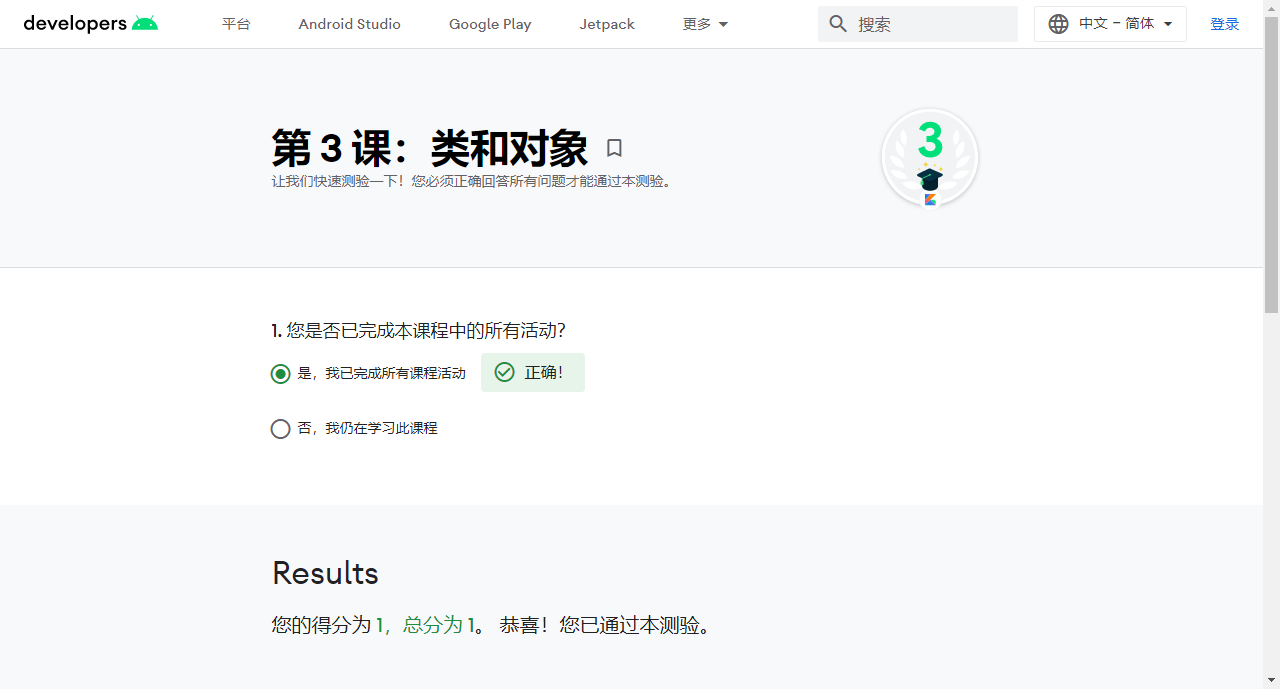 developers
平台
Android Studio
Google Play
Jetpack
更多
搜索
中文 – 简体
登录
第 3 课：类和对象
让我们快速测验一下！您必须正确回答所有问题才能通过本测验。
3
1. 您是否已完成本课程中的所有活动？
是，我已完成所有课程活动
正确！
否，我仍在学习此课程
Results
您的得分为 1，总分为 1。 恭喜！您已通过本测验。